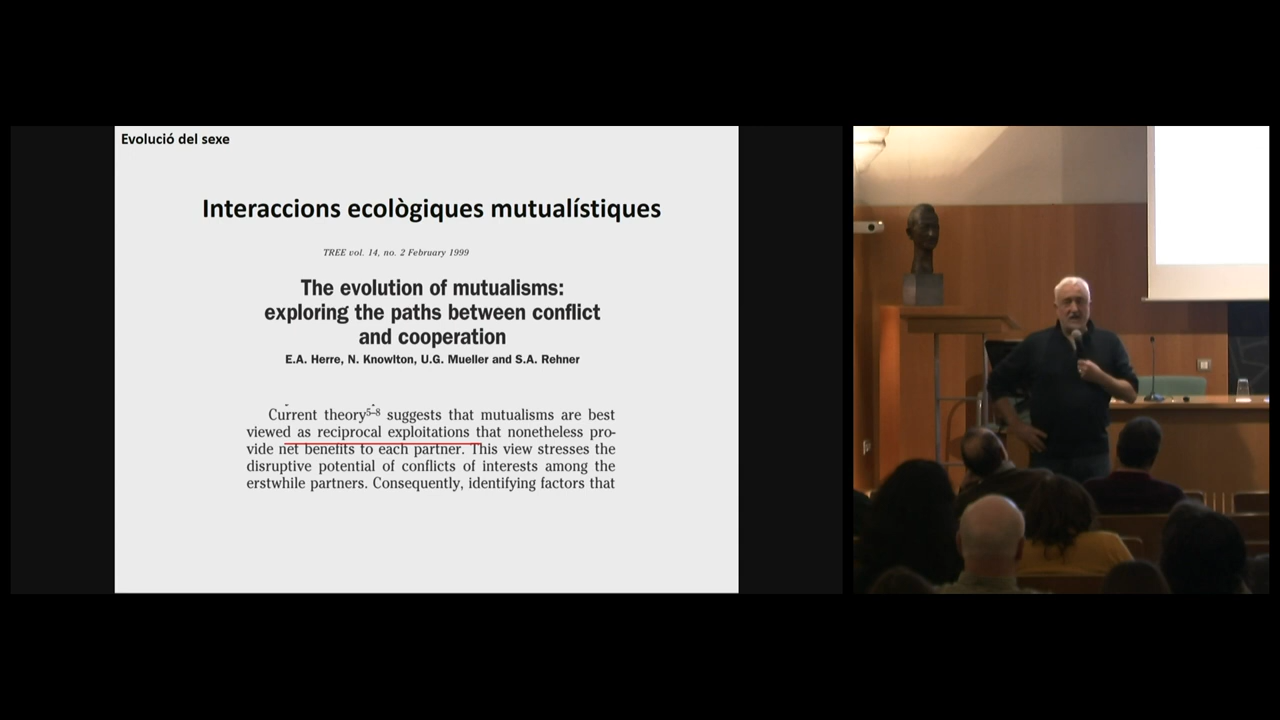 Evolució del sexe
Interaccions ecològiques mutualístiques
TREE vol. 14, no. 2 February 1999
The evolution of mutualisms:
exploring the paths between conflict
and cooperation
E.A. Herre, N. Knowlton, U.G. Mueller and S.A. Rehner
Current theory5–8 suggests that mutualisms are best
viewed as reciprocal exploitations that nonetheless pro-
vide net benefits to each partner. This view stresses the
disruptive potential of conflicts of interests among the
erstwhile partners. Consequently, identifying factors that